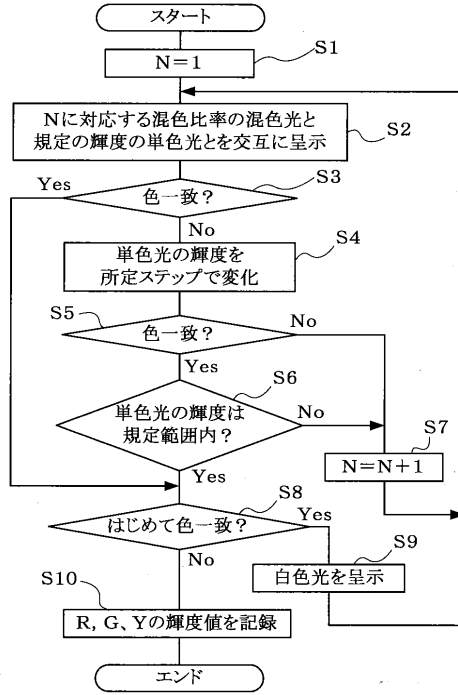 スタート
S1
N=1
S2
Nに対応する混色比率の混色光と
規定の輝度の単色光とを交互に呈示
Yes
S3
色一致?
No
S4
単色光の輝度を
所定ステップで変化
S5
色一致?
No
Yes
S6
単色光の輝度は
規定範囲内?
No
S7
N=N+1
Yes
S8
はじめて色一致?
Yes
S9
No
白色光を呈示
S10
R, G、Yの輝度値を記録
エンド